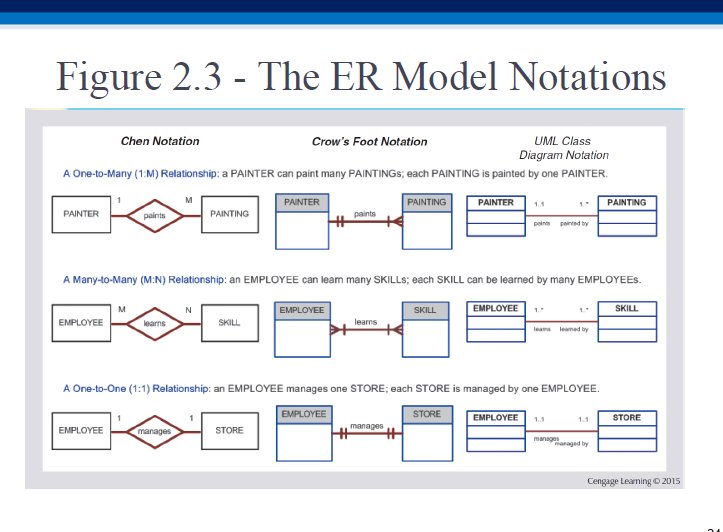 Figure 2.3 - The ER Model Notations
Chen Notation Crow's Foot Notation UML Class
Diagram Notation
A One-to-Many (1:M) Relationship: a PAINTER can paint many PAINTINGs; each PAINTING is painted by one PAINTER.
PAINTER 1 paints M PAINTING
PAINTER paints PAINTING
PAINTER 1..1 1..* PAINTING
paints painted by
A Many-to-Many (M:N) Relationship: an EMPLOYEE can learn many SKILLs; each SKILL can be learned by many EMPLOYEEs.
EMPLOYEE M learns N SKILL
EMPLOYEE learns SKILL
EMPLOYEE 1..* 1..* SKILL
learns learned by
A One-to-One (1:1) Relationship: an EMPLOYEE manages one STORE; each STORE is managed by one EMPLOYEE.
EMPLOYEE 1 manages 1 STORE
EMPLOYEE manages STORE
EMPLOYEE 1..1 1..1 STORE
manages
managed by
Cengage Learning © 2015